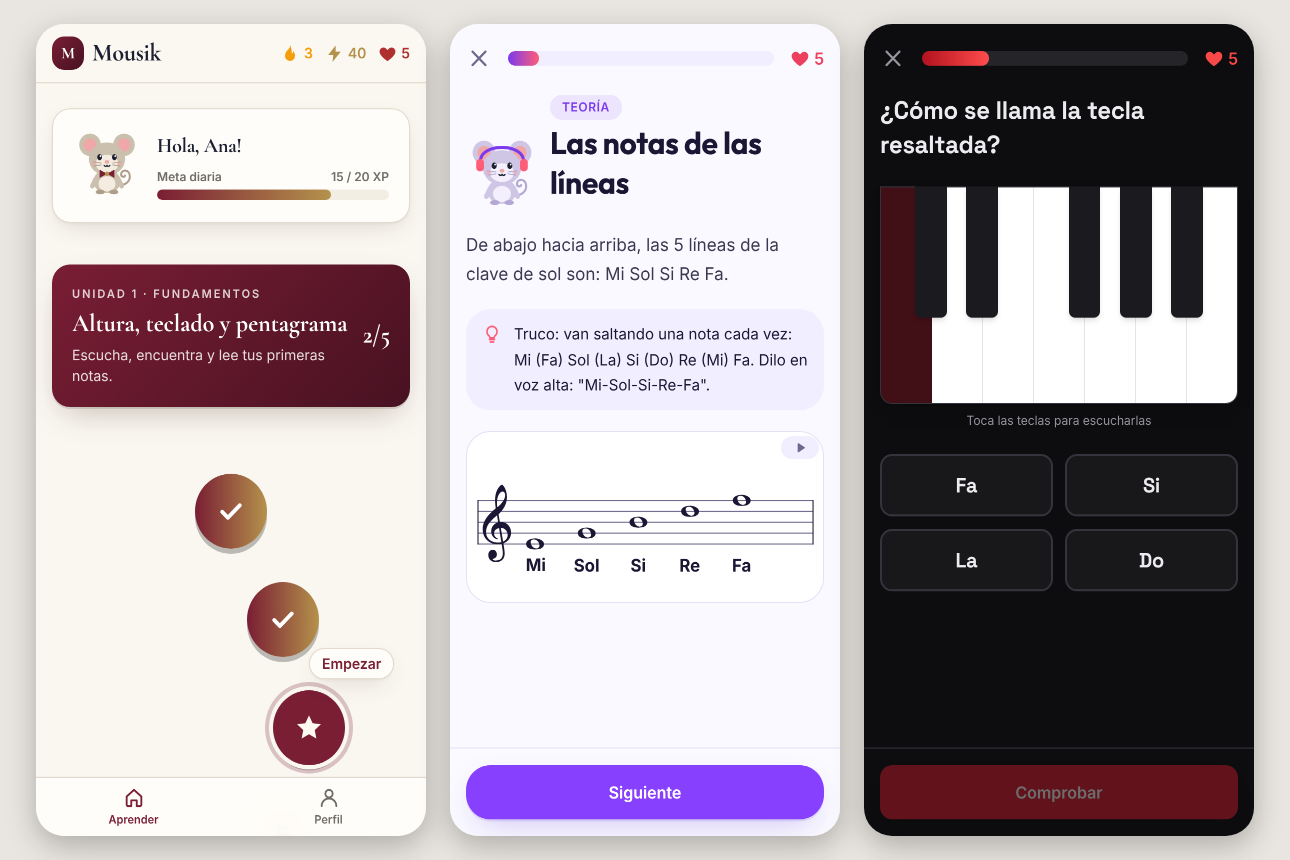 M Mousik 3 40 5
Hola, Ana!
Meta diaria 15 / 20 XP
UNIDAD 1 · FUNDAMENTOS
Altura, teclado y pentagrama
2/5
Escucha, encuentra y lee tus primeras
notas.
Empezar
Aprender Perfil
5
TEORÍA
Las notas de las
líneas
De abajo hacia arriba, las 5 líneas de la
clave de sol son: Mi Sol Si Re Fa.
Truco: van saltando una nota cada vez:
Mi (Fa) Sol (La) Si (Do) Re (Mi) Fa. Dilo en
voz alta: "Mi-Sol-Si-Re-Fa".
Mi Sol Si Re Fa
Siguiente
5
¿Cómo se llama la tecla
resaltada?
Toca las teclas para escucharlas
Fa Si
La Do
Comprobar